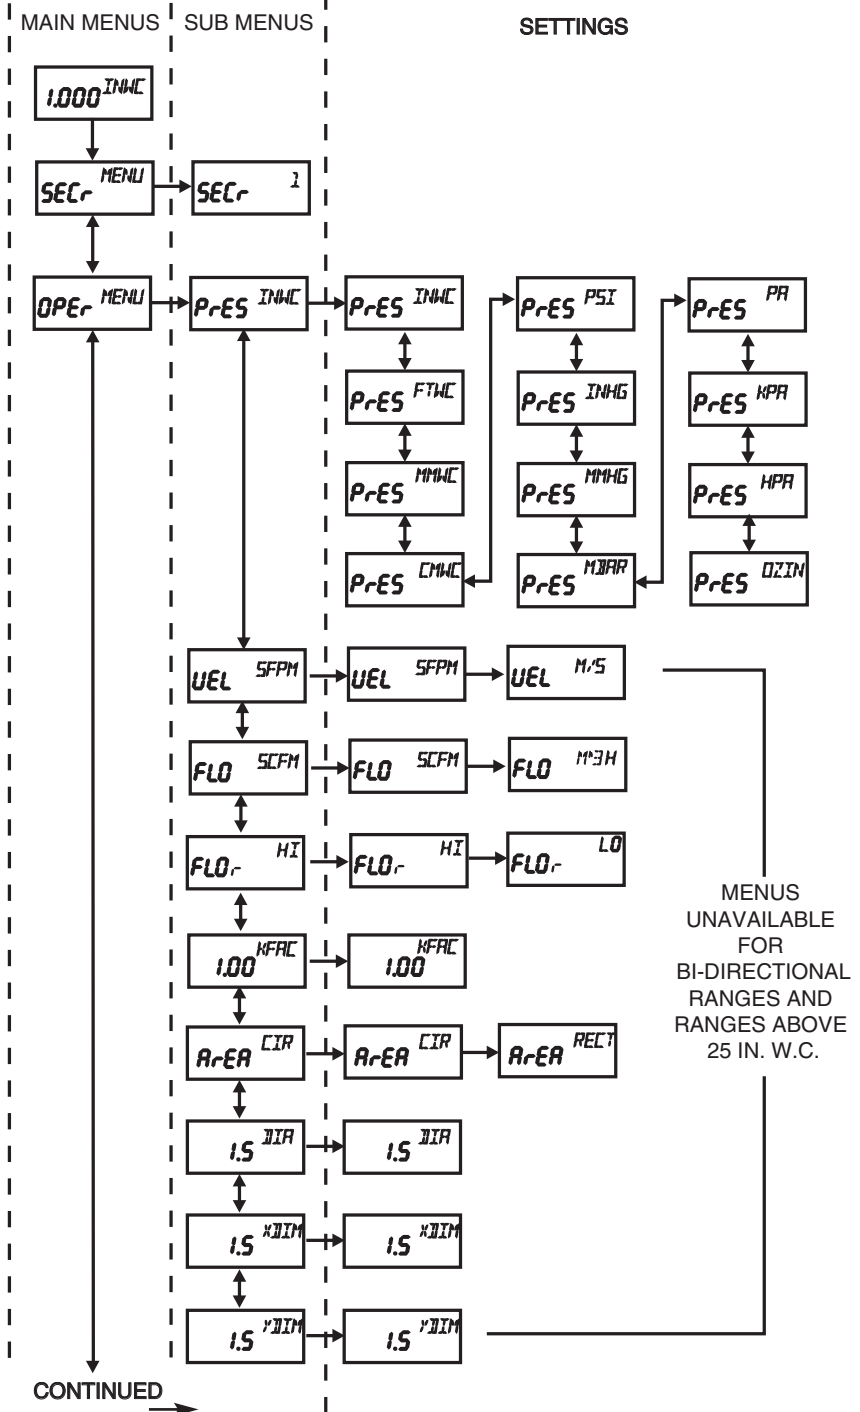 MAIN MENUS SUB MENUS SETTINGS
1.000 INWC
SECr MENU SECr 1
OPEr MENU PrES INWC PrES INWC PrES PSI PrES PA
PrES FTWC PrES INHG PrES KPA
PrES MMWC PrES MMHG PrES HPA
PrES CMWC PrES MBAR PrES OZIN
VEL SFPM VEL SFPM VEL M/S
FLO SCFM FLO SCFM FLO M^3H
FLOr HI FLOr HI FLOr LO
MENUS
UNAVAILABLE
FOR
BI-DIRECTIONAL
RANGES AND
RANGES ABOVE
25 IN. W.C.
1.00 KFAC 1.00 KFAC
ArEA CIR ArEA CIR ArEA RECT
1.5 DIA 1.5 DIA
1.5 XDIM 1.5 XDIM
1.5 YDIM 1.5 YDIM
CONTINUED